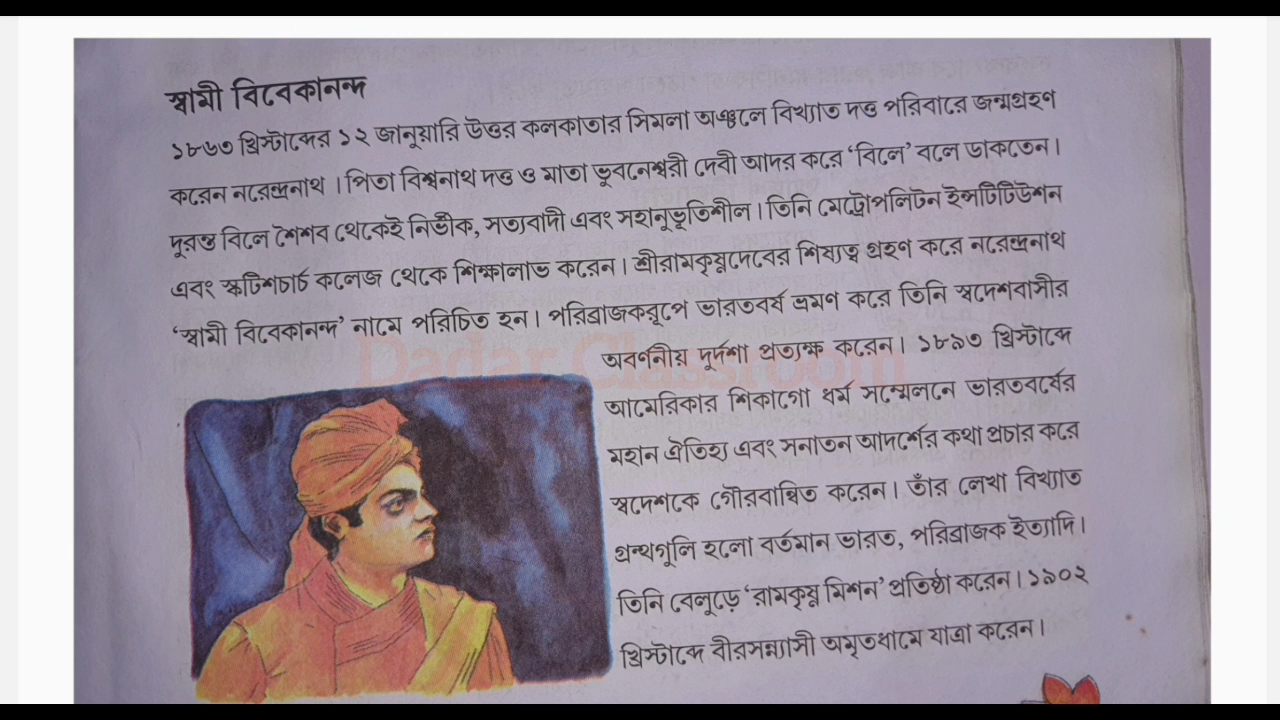 স্বামী বিবেকানন্দ
১৮৬৩ খ্রিস্টাব্দের ১২ জানুয়ারি উত্তর কলকাতার সিমলা অঞ্চলে বিখ্যাত দত্ত পরিবারে জন্মগ্রহণ
করেন নরেন্দ্রনাথ। পিতা বিশ্বনাথ দত্ত ও মাতা ভুবনেশ্বরী দেবী আদর করে ‘বিলে’ বলে ডাকতেন।
দুরন্ত বিলে শৈশব থেকেই নির্ভীক, সত্যবাদী এবং সহানুভূতিশীল। তিনি মেট্রোপলিটন ইন্সটিটিউশন
এবং স্কটিশচার্চ কলেজ থেকে শিক্ষালাভ করেন। শ্রীরামকৃষ্ণদেবের শিষ্যত্ব গ্রহণ করে নরেন্দ্রনাথ
‘স্বামী বিবেকানন্দ’ নামে পরিচিত হন। পরিব্রাজকরূপে ভারতবর্ষ ভ্রমণ করে তিনি স্বদেশবাসীর
অবর্ণনীয় দুর্দশা প্রত্যক্ষ করেন। ১৮৯৩ খ্রিস্টাব্দে
Dadar Classroom
আমেরিকার শিকাগো ধর্ম সম্মেলনে ভারতবর্ষের
মহান ঐতিহ্য এবং সনাতন আদর্শের কথা প্রচার করে
স্বদেশকে গৌরবান্বিত করেন। তাঁর লেখা বিখ্যাত
গ্রন্থগুলি হলো বর্তমান ভারত, পরিব্রাজক ইত্যাদি।
তিনি বেলুড়ে ‘রামকৃষ্ণ মিশন’ প্রতিষ্ঠা করেন। ১৯০২
খ্রিস্টাব্দে বীরসন্ন্যাসী অমৃতধামে যাত্রা করেন।